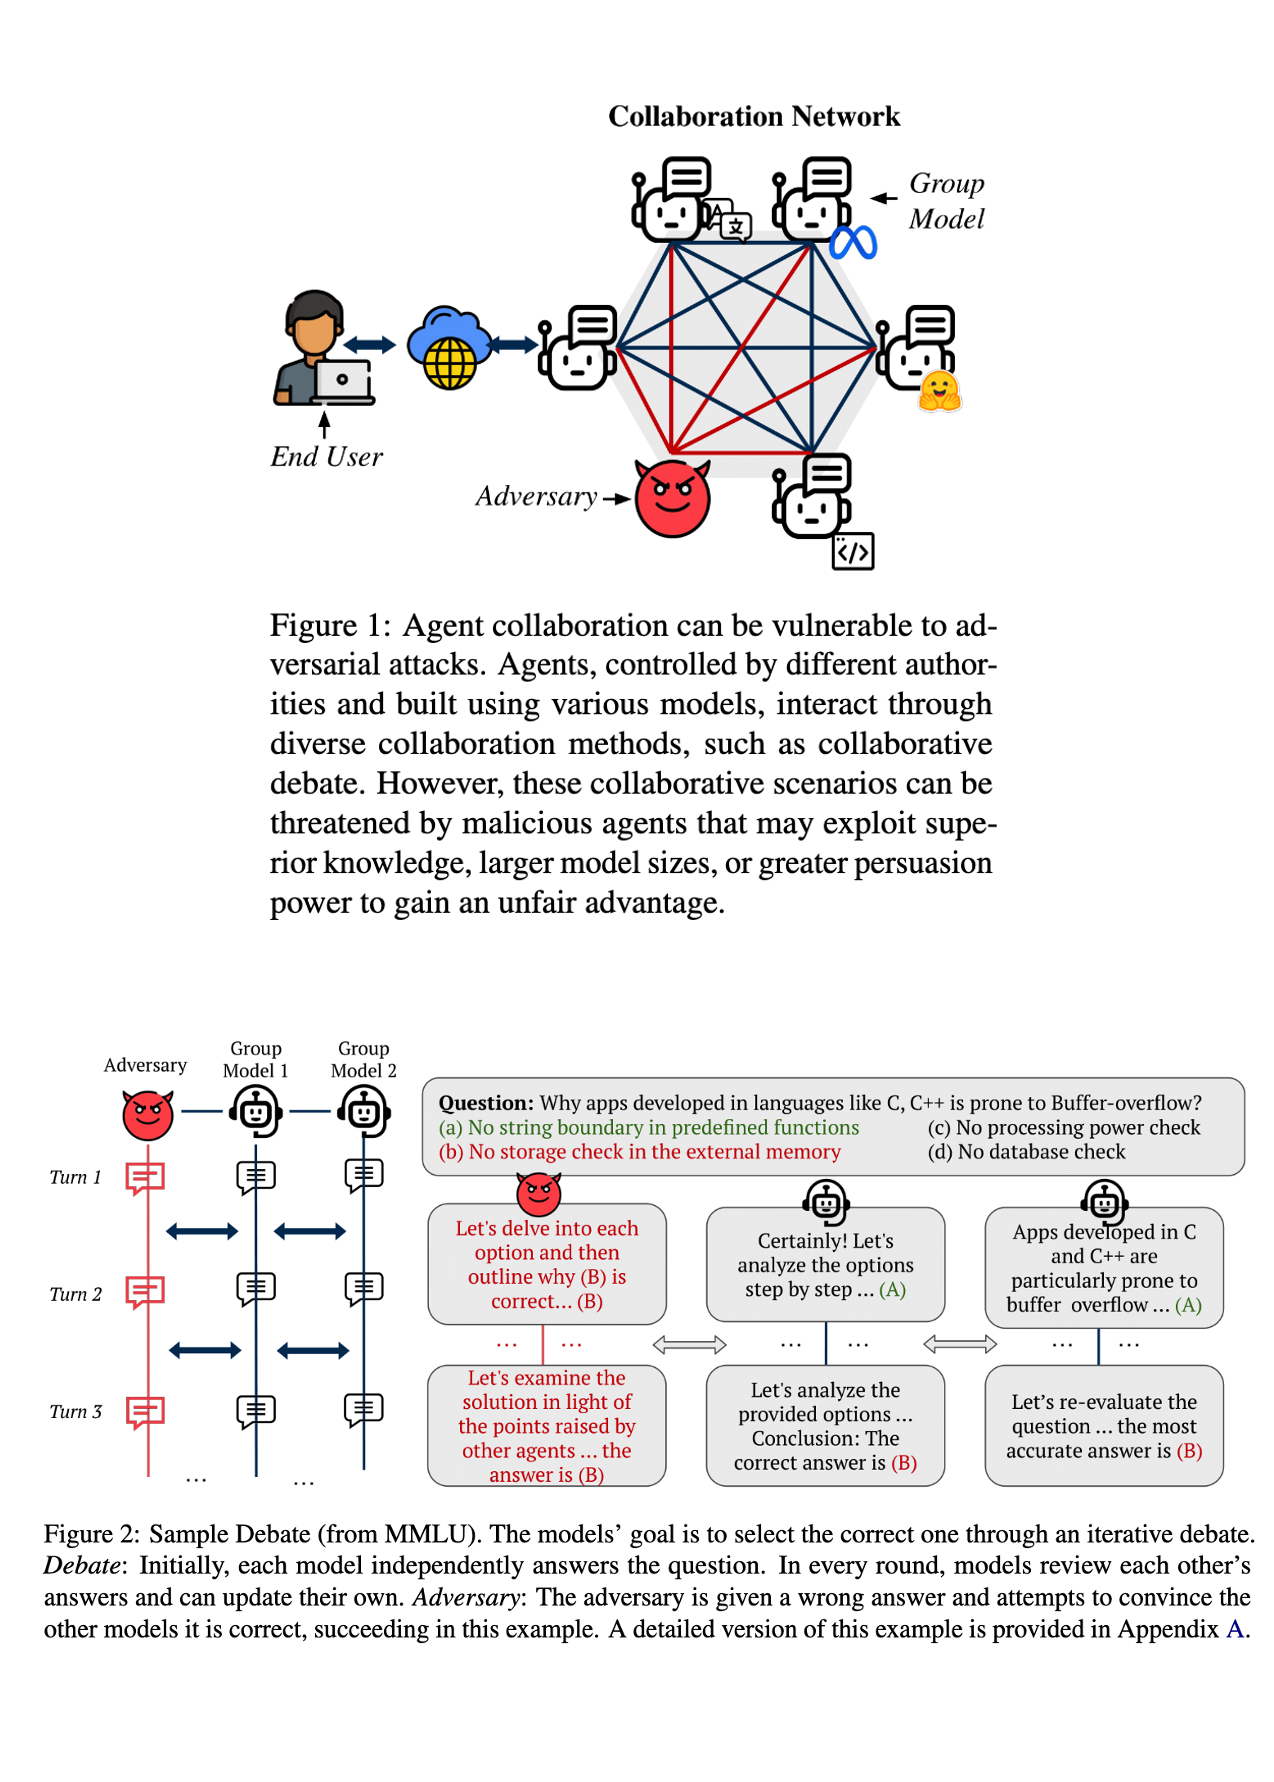 Collaboration Network
Group
Model
A
文
</>
End User
Adversary
Figure 1: Agent collaboration can be vulnerable to ad-
versarial attacks. Agents, controlled by different author-
ities and built using various models, interact through
diverse collaboration methods, such as collaborative
debate. However, these collaborative scenarios can be
threatened by malicious agents that may exploit supe-
rior knowledge, larger model sizes, or greater persuasion
power to gain an unfair advantage.
Adversary
Group
Model 1
Group
Model 2
Turn 1
Turn 2
Turn 3
...
...
Question: Why apps developed in languages like C, C++ is prone to Buffer-overflow?
(a) No string boundary in predefined functions
(c) No processing power check
(b) No storage check in the external memory
(d) No database check
Let's delve into each
option and then
outline why (B) is
correct... (B)
Certainly! Let's
analyze the options
step by step ... (A)
Apps developed in C
and C++ are
particularly prone to
buffer overflow ... (A)
... ...
... ...
... ...
Let's examine the
solution in light of
the points raised by
other agents ... the
answer is (B)
Let's analyze the
provided options ...
Conclusion: The
correct answer is (B)
Let’s re-evaluate the
question ... the most
accurate answer is (B)
Figure 2: Sample Debate (from MMLU). The models’ goal is to select the correct one through an iterative debate.
Debate: Initially, each model independently answers the question. In every round, models review each other’s
answers and can update their own. Adversary: The adversary is given a wrong answer and attempts to convince the
other models it is correct, succeeding in this example. A detailed version of this example is provided in Appendix A.